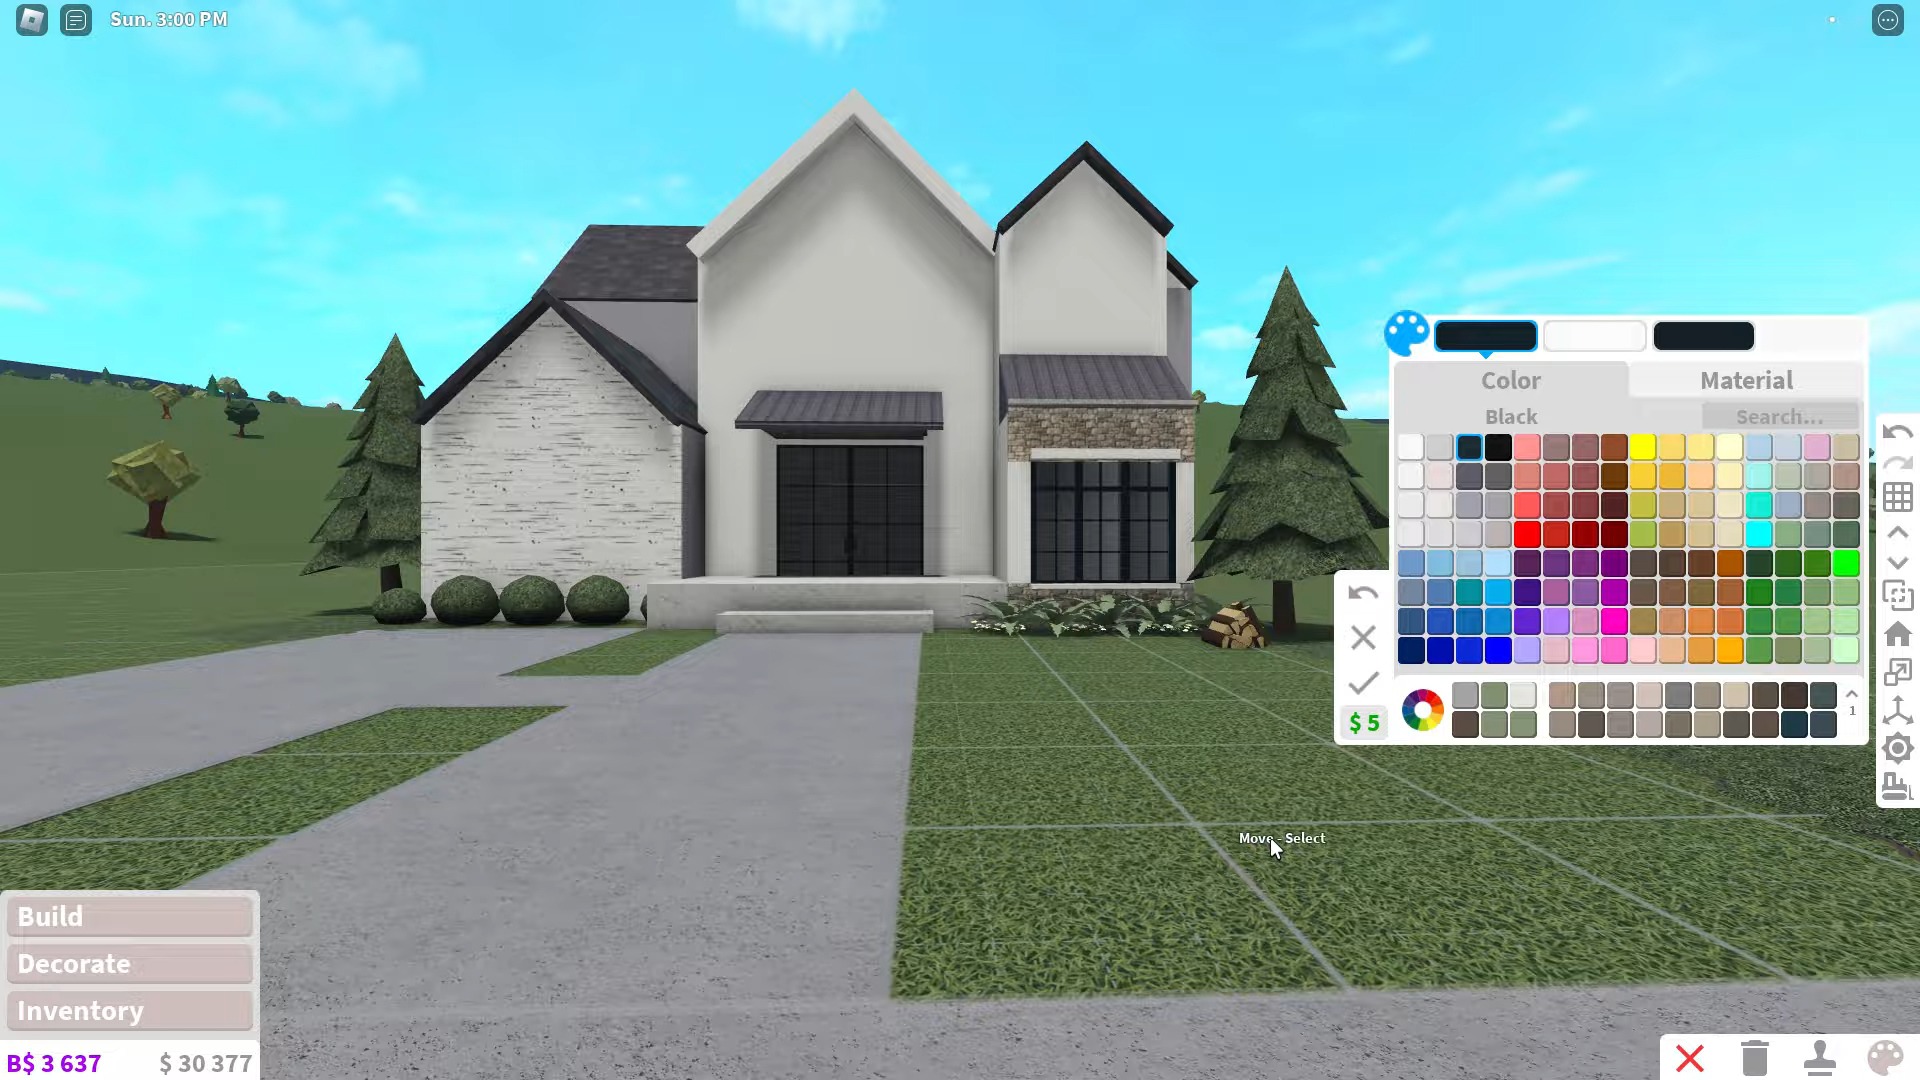 Sun. 3:00 PM
Color
Material
Black
Search...
$ 5
1
Move - Select
Build
Decorate
Inventory
B$ 3 637
$ 30 377